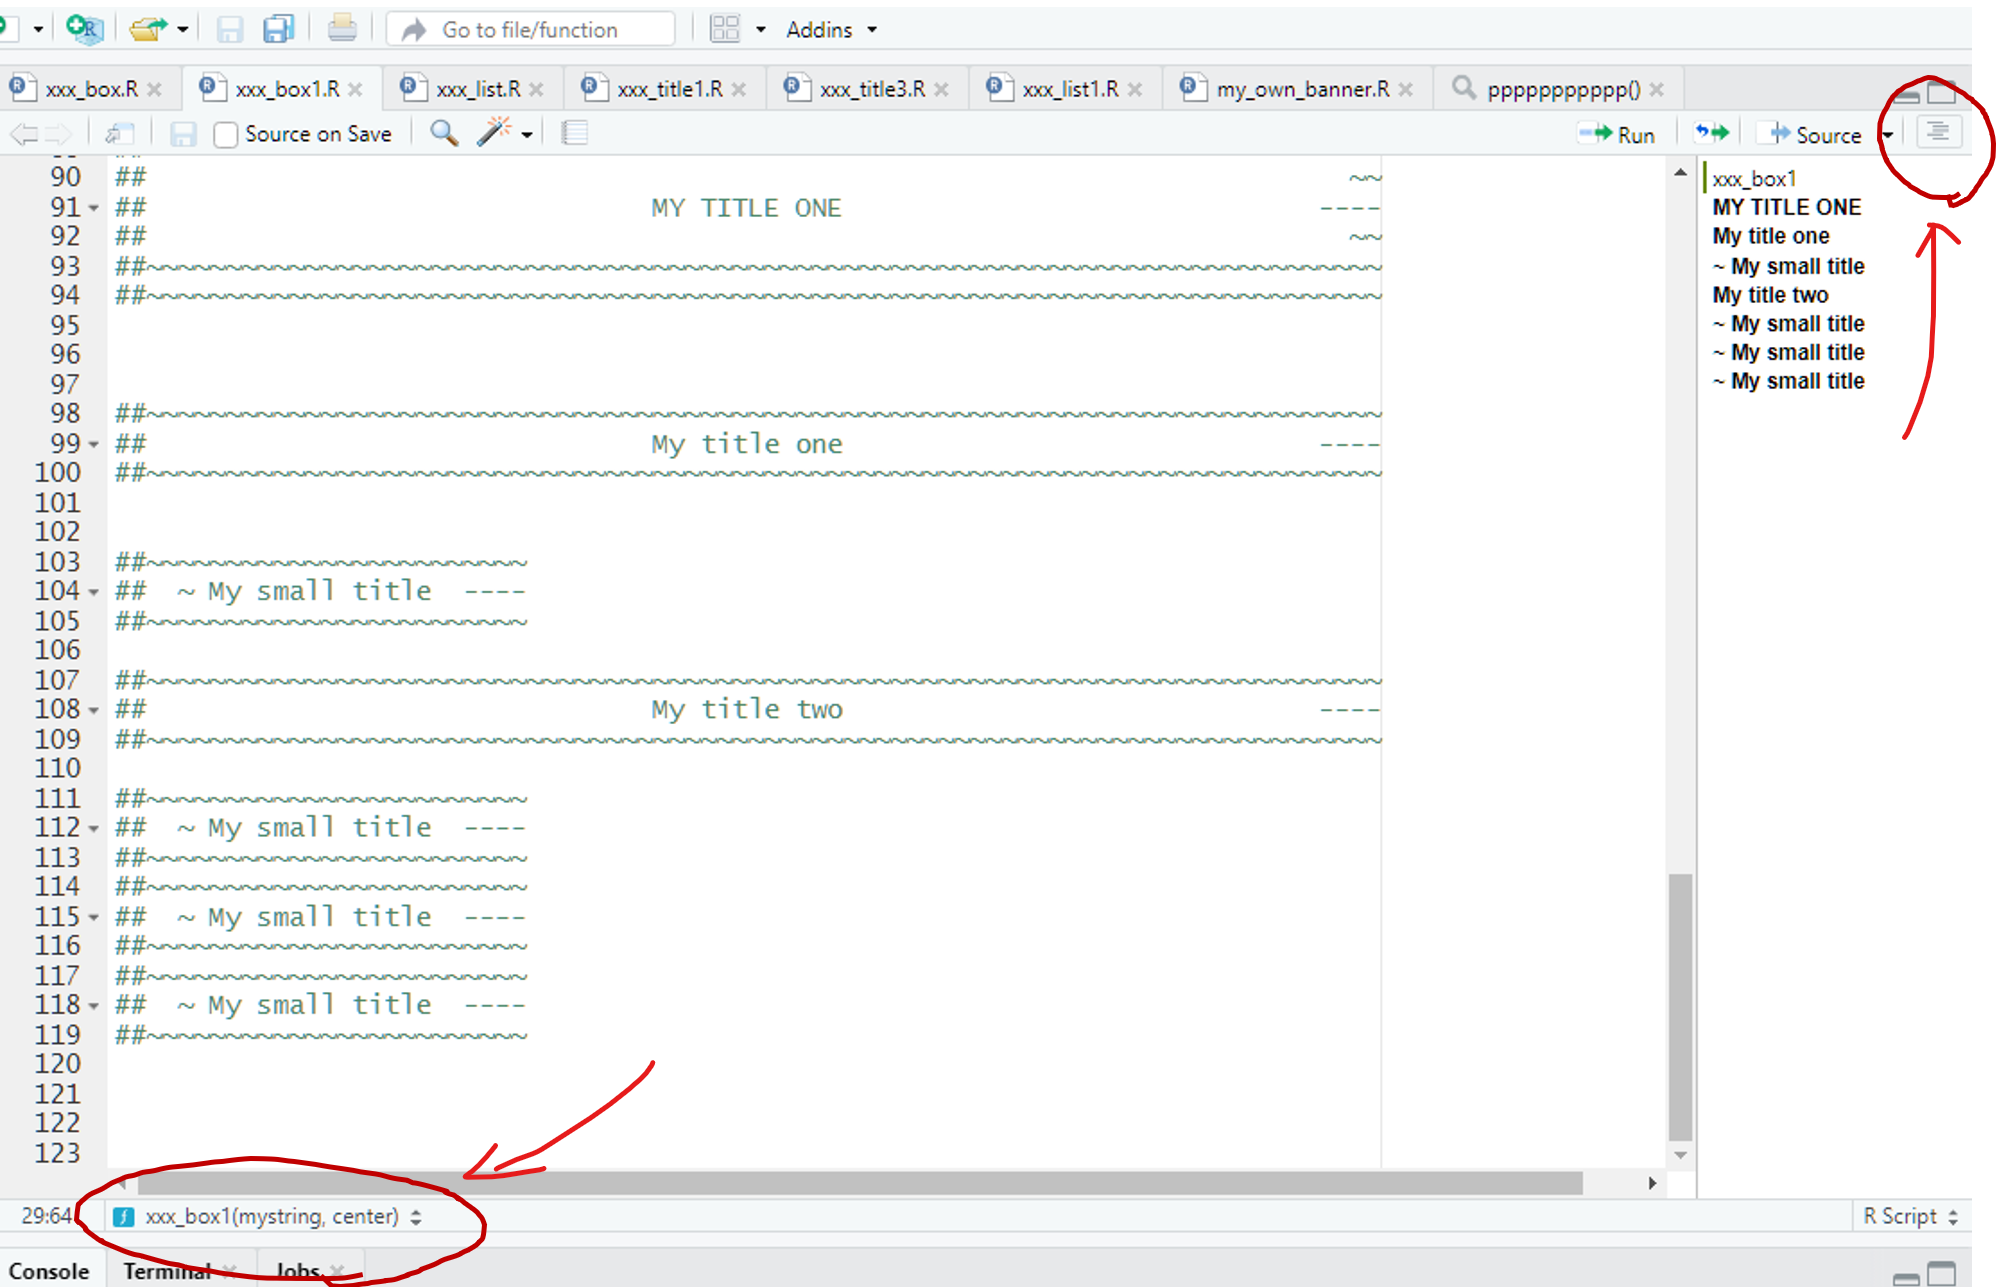 Go to file/function Addins
xxx_box.R xxx_box1.R xxx_list.R xxx_title1.R xxx_title3.R xxx_list1.R my_own_banner.R ppppppppppp()
Source on Save Run Source
90 ## ~~
91 ## MY TITLE ONE ----
92 ## ~~
93 ##~~~~~~~~~~~~~~~~~~~~~~~~~~~~~~~~~~~~~~~~~~~~~~~~~~~~~~~~~~~~~~~~~~~~~~~~~~~~~
94 ##~~~~~~~~~~~~~~~~~~~~~~~~~~~~~~~~~~~~~~~~~~~~~~~~~~~~~~~~~~~~~~~~~~~~~~~~~~~~~
95
96
97
98 ##~~~~~~~~~~~~~~~~~~~~~~~~~~~~~~~~~~~~~~~~~~~~~~~~~~~~~~~~~~~~~~~~~~~~~~~~~~~~~
99 ## My title one ----
100 ##~~~~~~~~~~~~~~~~~~~~~~~~~~~~~~~~~~~~~~~~~~~~~~~~~~~~~~~~~~~~~~~~~~~~~~~~~~~~~
101
102
103 ##~~~~~~~~~~~~~~~~~~~~~~~~
104 ## ~ My small title ----
105 ##~~~~~~~~~~~~~~~~~~~~~~~~
106
107 ##~~~~~~~~~~~~~~~~~~~~~~~~~~~~~~~~~~~~~~~~~~~~~~~~~~~~~~~~~~~~~~~~~~~~~~~~~~~~~
108 ## My title two ----
109 ##~~~~~~~~~~~~~~~~~~~~~~~~~~~~~~~~~~~~~~~~~~~~~~~~~~~~~~~~~~~~~~~~~~~~~~~~~~~~~
110
111 ##~~~~~~~~~~~~~~~~~~~~~~~~
112 ## ~ My small title ----
113 ##~~~~~~~~~~~~~~~~~~~~~~~~
114 ##~~~~~~~~~~~~~~~~~~~~~~~~
115 ## ~ My small title ----
116 ##~~~~~~~~~~~~~~~~~~~~~~~~
117 ##~~~~~~~~~~~~~~~~~~~~~~~~
118 ## ~ My small title ----
119 ##~~~~~~~~~~~~~~~~~~~~~~~~
120
121
122
123
xxx_box1
MY TITLE ONE
My title one
~ My small title
My title two
~ My small title
~ My small title
~ My small title
29:64 xxx_box1(mystring, center) R Script
Console Terminal Jobs